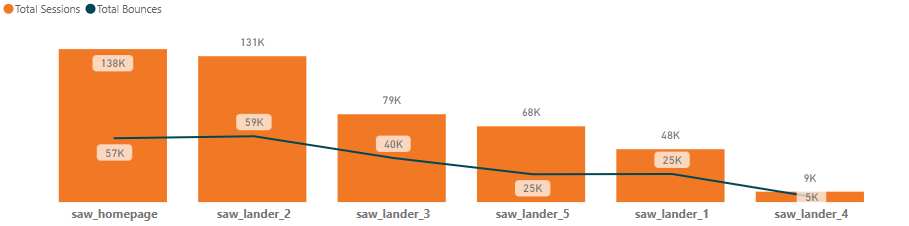 Total Sessions Total Bounces
138K 131K 79K 68K 48K 9K
57K 59K 40K 25K 25K 5K
saw_homepage saw_lander_2 saw_lander_3 saw_lander_5 saw_lander_1 saw_lander_4